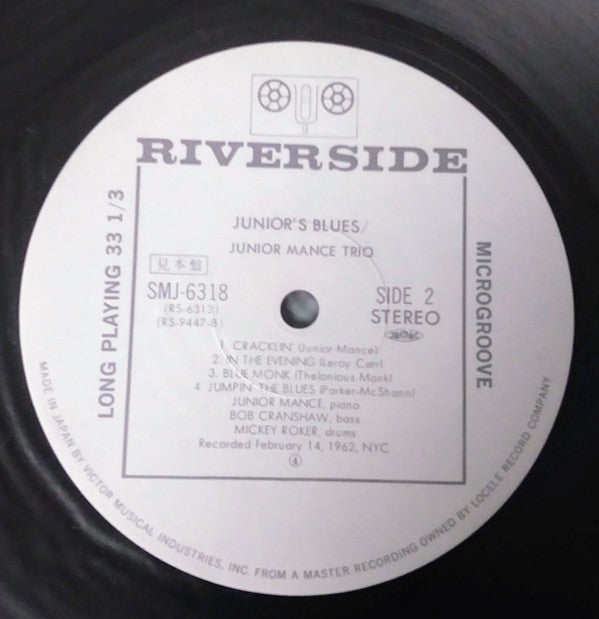 RIVERSIDE
JUNIOR'S BLUES/
JUNIOR MANCE TRIO
見本盤
SMJ-6318
(RS-6313)
(RS-9447-B)
SIDE 2
STEREO
1. CRACKLIN' (Junior Mance)
2. IN THE EVENING (Leroy Carr)
3. BLUE MONK (Thelonious Monk)
4. JUMPIN' THE BLUES (Parker-McShann)
JUNIOR MANCE, piano
BOB CRANSHAW, bass
MICKEY ROKER, drums
Recorded February 14, 1962, NYC
④
LONG PLAYING 33 1/3
MICROGROOVE
MADE IN JAPAN BY VICTOR MUSICAL INDUSTRIES, INC. FROM A MASTER RECORDING OWNED BY LOCELE RECORD COMPANY